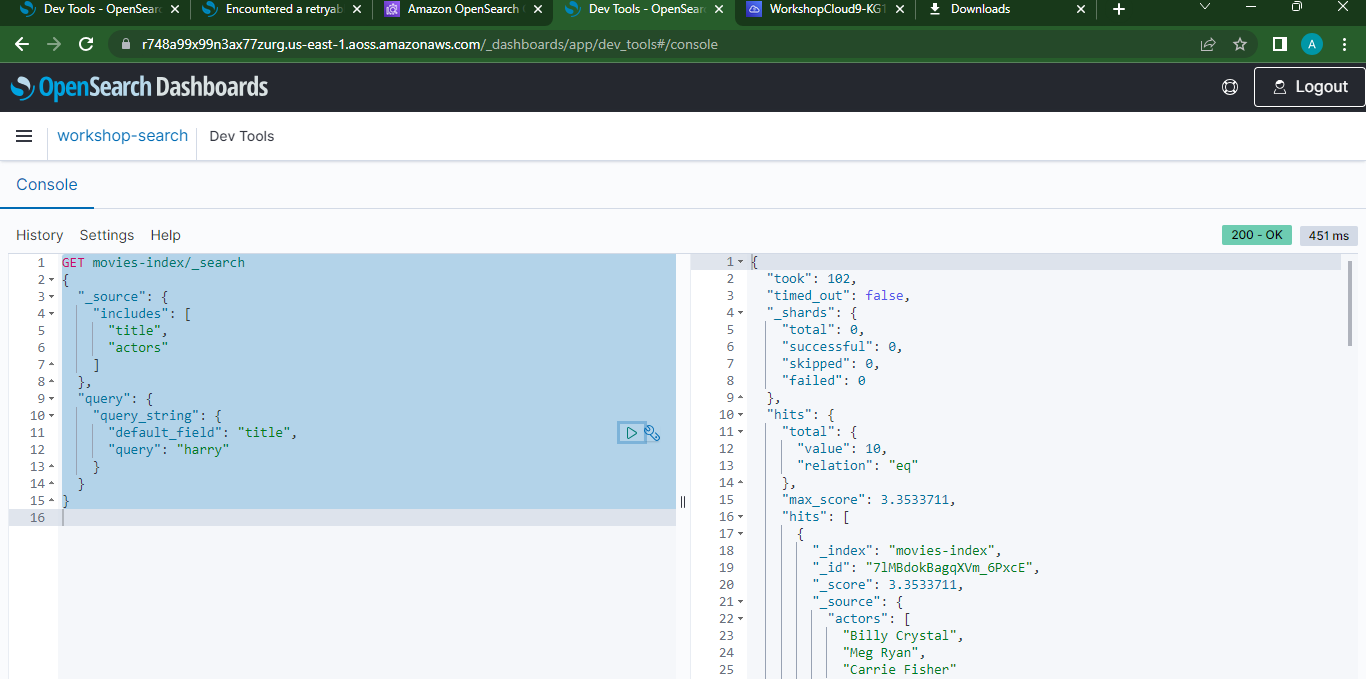 Dev Tools - OpenSearc
Encountered a retryab
Amazon OpenSearch
Dev Tools - OpenSear
WorkshopCloud9-KG1
Downloads
r748a99x99n3ax77zurg.us-east-1.aoss.amazonaws.com/_dashboards/app/dev_tools#/console
A
OpenSearch Dashboards
Logout
workshop-search
Dev Tools
Console
History Settings Help
200 - OK
451 ms
1 GET movies-index/_search
2 {
3 "_source": {
4 "includes": [
5 "title",
6 "actors"
7 ]
8 },
9 "query": {
10 "query_string": {
11 "default_field": "title",
12 "query": "harry"
13 }
14 }
15 }
16
1 {
2 "took": 102,
3 "timed_out": false,
4 "_shards": {
5 "total": 0,
6 "successful": 0,
7 "skipped": 0,
8 "failed": 0
9 },
10 "hits": {
11 "total": {
12 "value": 10,
13 "relation": "eq"
14 },
15 "max_score": 3.3533711,
16 "hits": [
17 {
18 "_index": "movies-index",
19 "_id": "7lMBdokBagqXVm_6PxcE",
20 "_score": 3.3533711,
21 "_source": {
22 "actors": [
23 "Billy Crystal",
24 "Meg Ryan",
25 "Carrie Fisher"